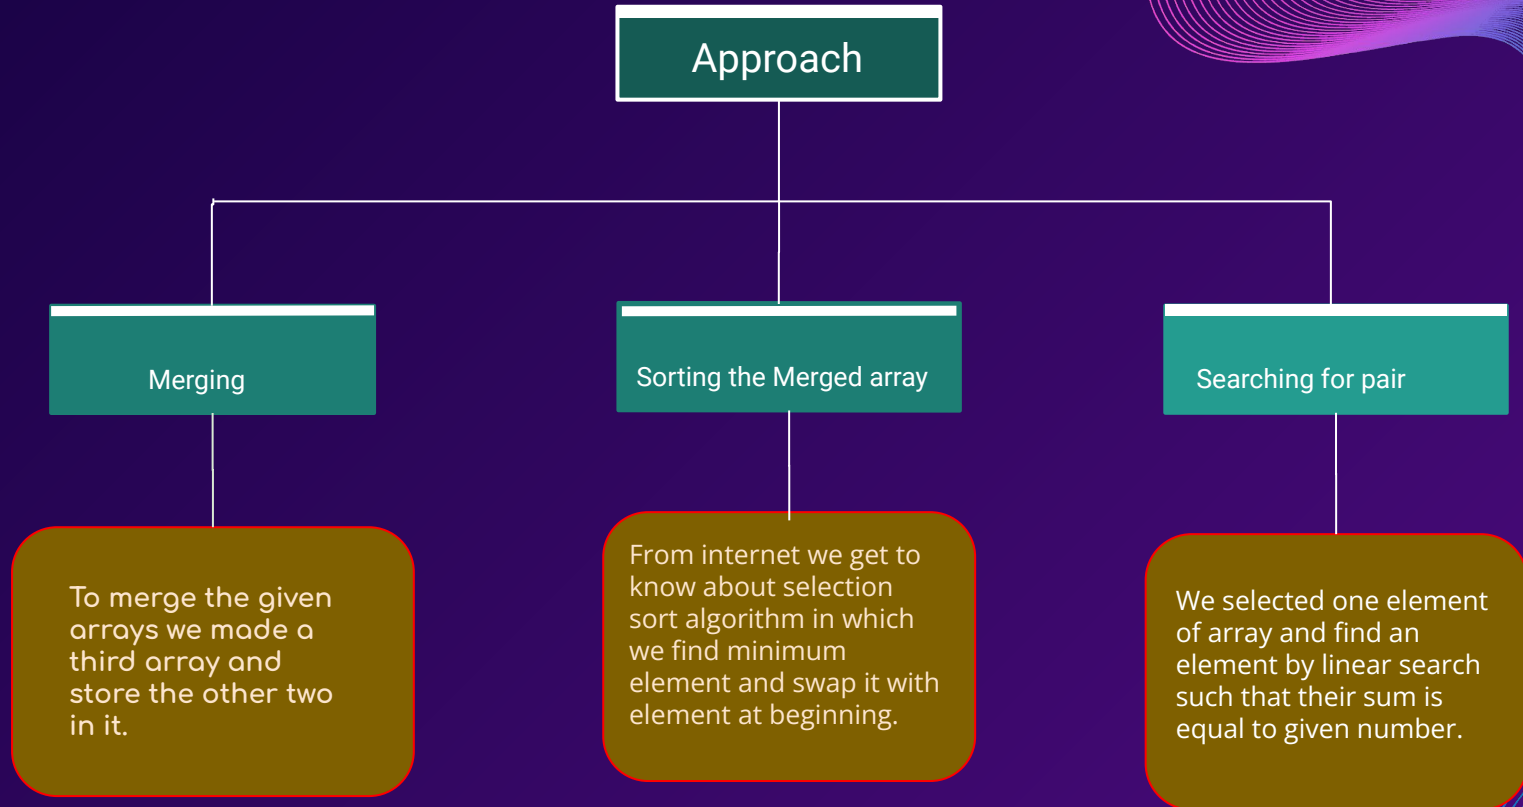 Approach
Merging
Sorting the Merged array
Searching for pair
To merge the given
arrays we made a
third array and
store the other two
in it.
From internet we get to
know about selection
sort algorithm in which
we find minimum
element and swap it with
element at beginning.
We selected one element
of array and find an
element by linear search
such that their sum is
equal to given number.